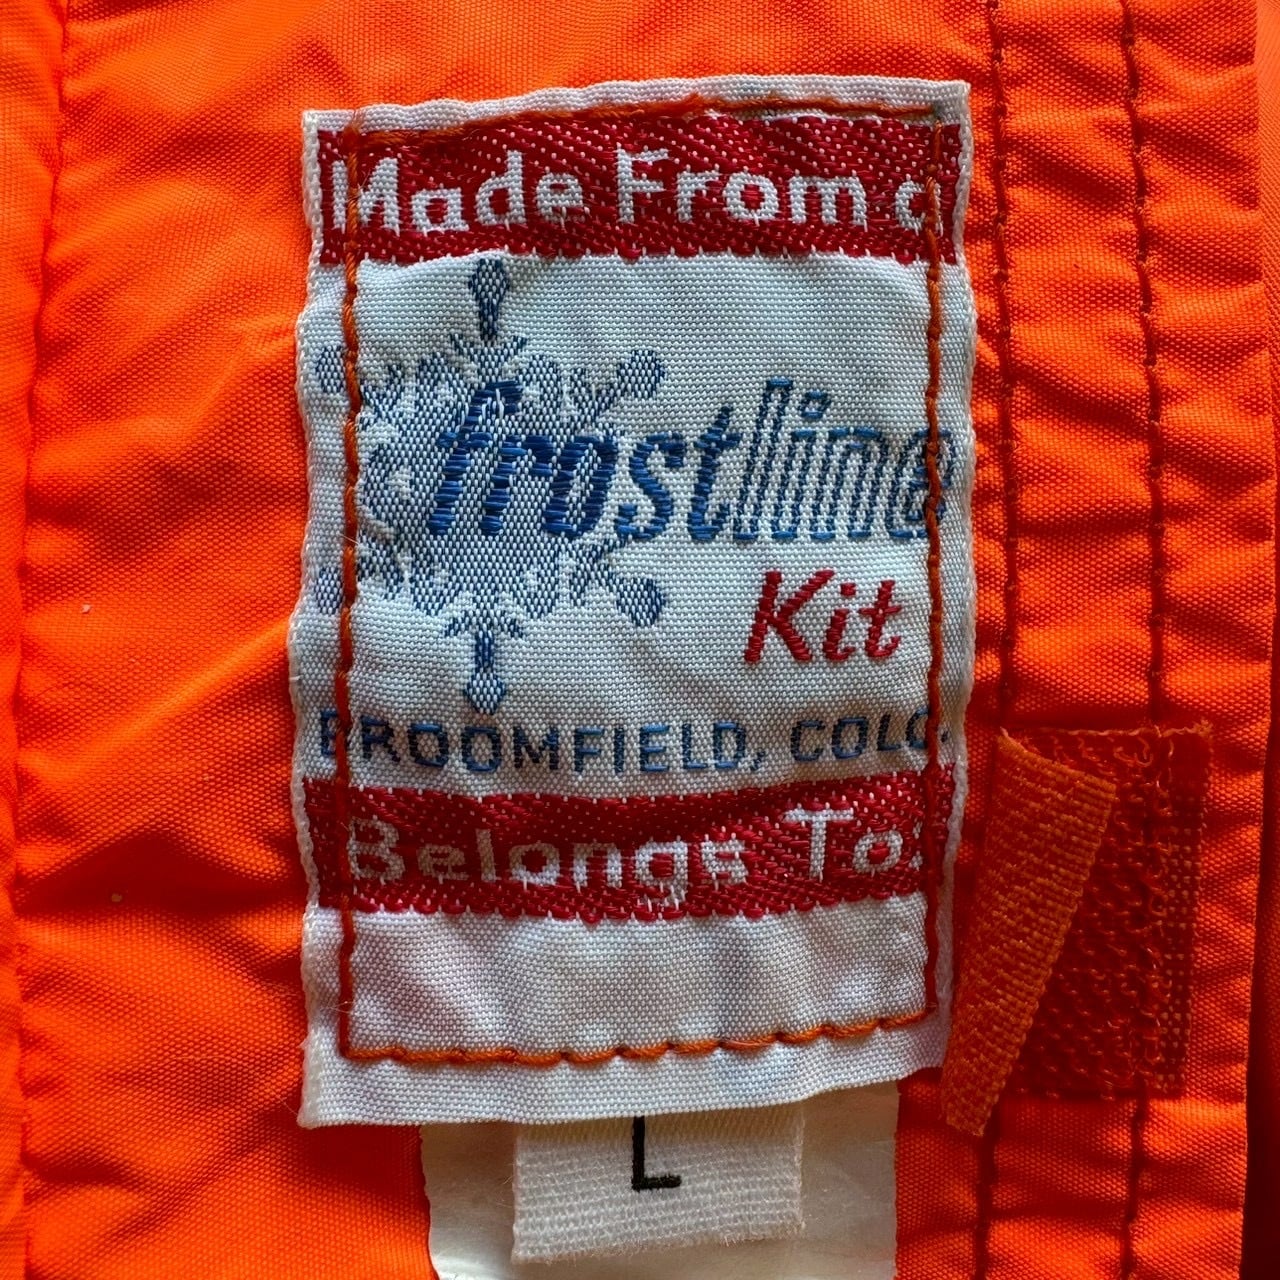 Made From a
frostline
Kit
BROOMFIELD, COLO.
Belongs To:
L